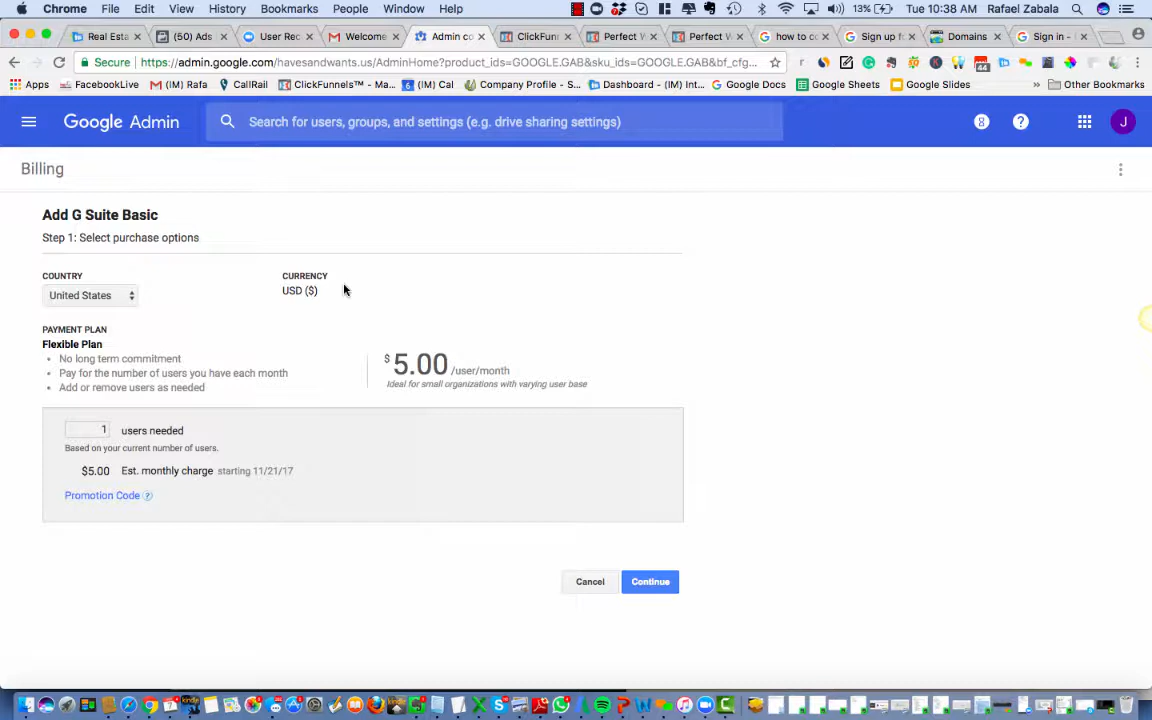 Chrome File Edit View History Bookmarks People Window Help 13% Tue 10:38 AM Rafael Zabala
Real Esta (50) Ads User Rec Welcome Admin co ClickFunn Perfect W Perfect W how to c Sign up f Domains Sign in -
Secure https://admin.google.com/havesandwants.us/AdminHome?product_ids=GOOGLE.GAB&sku_ids=GOOGLE.GAB&bf_cfg...
44
Apps FacebookLive (IM) Rafa CallRail ClickFunnels™ - Ma... (IM) Cal Company Profile - S... Dashboard - (IM) Int... Google Docs Google Sheets Google Slides » Other Bookmarks
Google Admin Search for users, groups, and settings (e.g. drive sharing settings) 8 ? J
Billing
Add G Suite Basic
Step 1: Select purchase options
COUNTRY CURRENCY
United States USD ($)
PAYMENT PLAN
Flexible Plan
• No long term commitment
• Pay for the number of users you have each month
• Add or remove users as needed
$ 5.00 /user/month
Ideal for small organizations with varying user base
1 users needed
Based on your current number of users.
$5.00 Est. monthly charge starting 11/21/17
Promotion Code ?
Cancel Continue